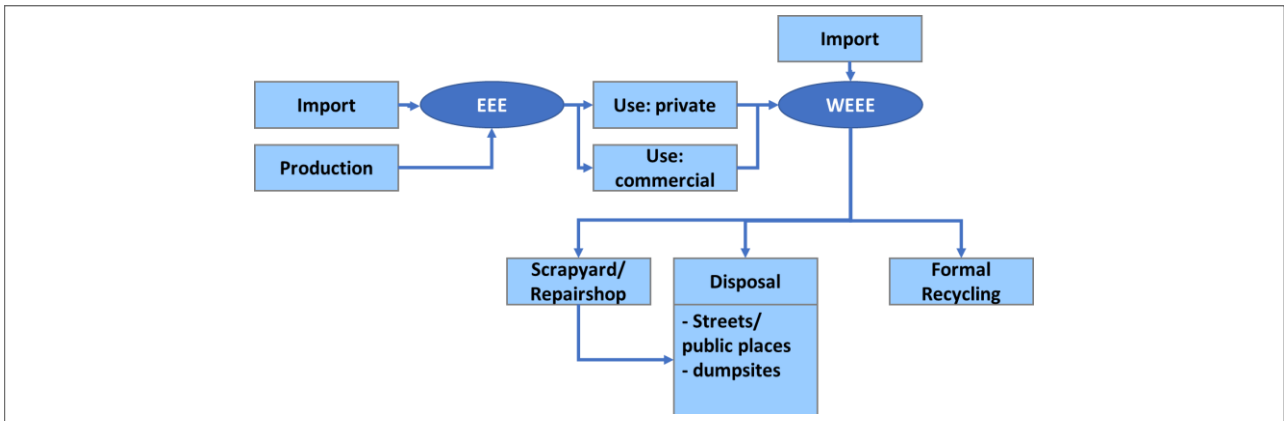 Import
Import
EEE
Use: private
WEEE
Production
Use:
commercial
Scrapyard/
Repairshop
Disposal
- Streets/
public places
- dumpsites
Formal
Recycling